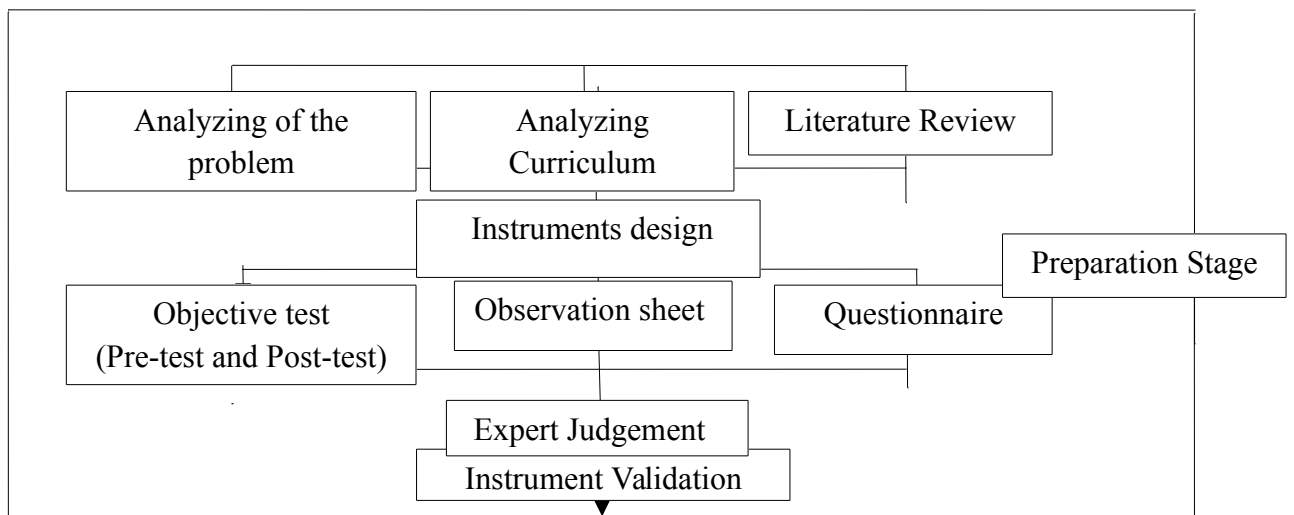 Analyzing of the
problem
Analyzing
Curriculum
Literature Review
Instruments design
Preparation Stage
Objective test
(Pre-test and Post-test)
Observation sheet
Questionnaire
Expert Judgement
Instrument Validation